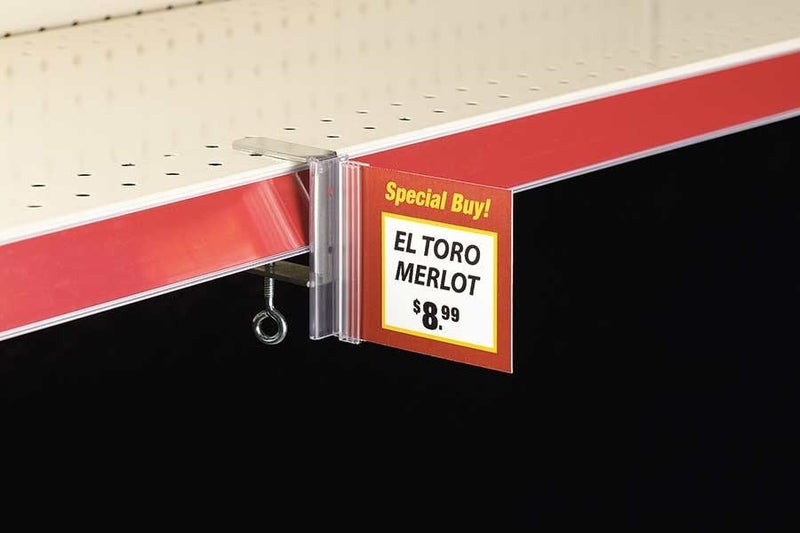 Special Buy!
EL TORO
MERLOT
$8.99